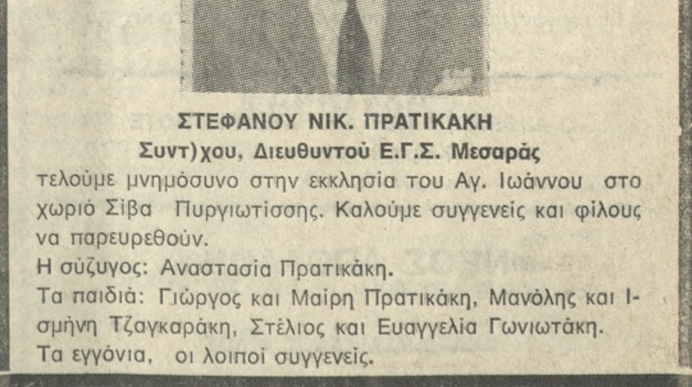 ΣΤΕΦΑΝΟΥ ΝΙΚ. ΠΡΑΤΙΚΑΚΗ
Συντ)χου, Διευθυντού Ε.Γ.Σ. Μεσαράς
τελούμε μνημόσυνο στην εκκλησία του Αγ. Ιωάννου στο
χωριό Σίβα Πυργιωτίσσης. Καλούμε συγγενείς και φίλους
να παρευρεθούν.
Η σύζυγος: Αναστασία Πρατικάκη.
Τα παιδιά: Γιώργος και Μαίρη Πρατικάκη, Μανόλης και Ι-
σμήνη Τζαγκαράκη, Στέλιος και Ευαγγελία Γωνιωτάκη.
Τα εγγόνια, οι λοιποί συγγενείς.